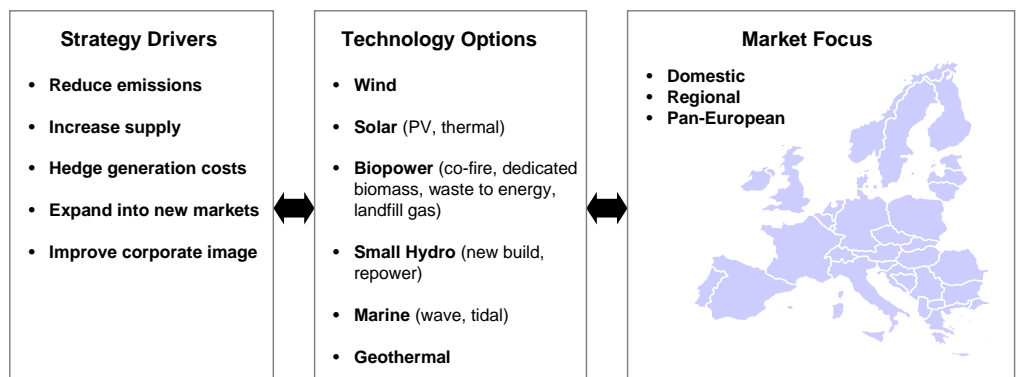 Strategy Drivers
• Reduce emissions
• Increase supply
• Hedge generation costs
• Expand into new markets
• Improve corporate image
Technology Options
• Wind
• Solar (PV, thermal)
• Biopower (co-fire, dedicated
biomass, waste to energy,
landfill gas)
• Small Hydro (new build,
repower)
• Marine (wave, tidal)
• Geothermal
Market Focus
• Domestic
• Regional
• Pan-European